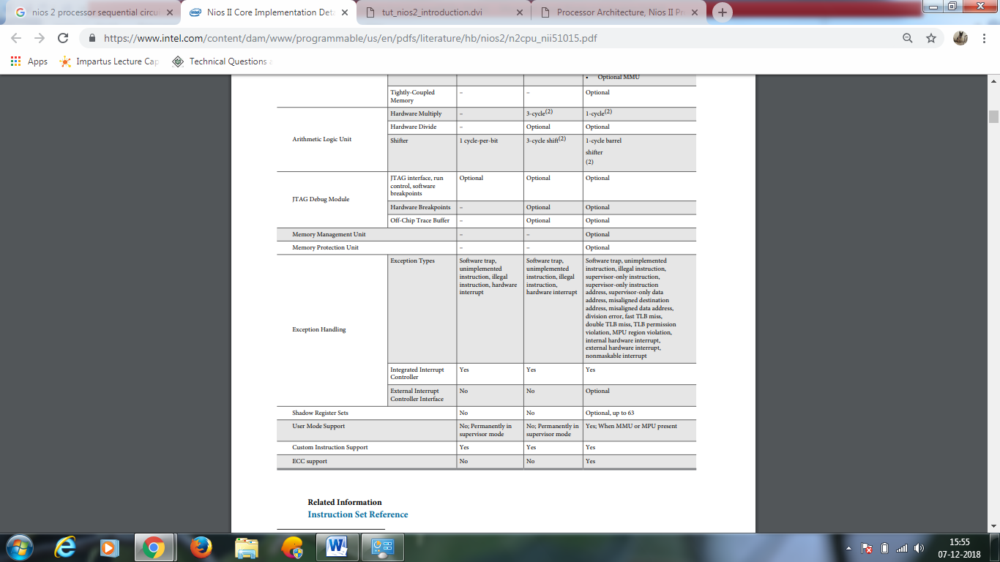 nios 2 processor sequential circu
Nios II Core Implementation Deta
tut_nios2_introduction.dvi
Processor Architecture, Nios II Pr
https://www.intel.com/content/dam/www/programmable/us/en/pdfs/literature/hb/nios2/n2cpu_nii51015.pdf
Apps
Impartus Lecture Cap
Technical Questions a
• Optional MMU
Tightly-Coupled
Memory
–
–
Optional
Arithmetic Logic Unit
Hardware Multiply
–
3-cycle(2)
1-cycle(2)
Hardware Divide
–
Optional
Optional
Shifter
1 cycle-per-bit
3-cycle shift(2)
1-cycle barrel
shifter
(2)
JTAG Debug Module
JTAG interface, run
control, software
breakpoints
Optional
Optional
Optional
Hardware Breakpoints
–
Optional
Optional
Off-Chip Trace Buffer
–
Optional
Optional
Memory Management Unit
–
–
Optional
Memory Protection Unit
–
–
Optional
Exception Handling
Exception Types
Software trap,
unimplemented
instruction, illegal
instruction, hardware
interrupt
Software trap,
unimplemented
instruction, illegal
instruction,
hardware interrupt
Software trap, unimplemented
instruction, illegal instruction,
supervisor-only instruction,
supervisor-only instruction
address, supervisor-only data
address, misaligned destination
address, misaligned data address,
division error, fast TLB miss,
double TLB miss, TLB permission
violation, MPU region violation,
internal hardware interrupt,
external hardware interrupt,
nonmaskable interrupt
Integrated Interrupt
Controller
Yes
Yes
Yes
External Interrupt
Controller Interface
No
No
Optional
Shadow Register Sets
No
No
Optional, up to 63
User Mode Support
No; Permanently in
supervisor mode
No; Permanently in
supervisor mode
Yes; When MMU or MPU present
Custom Instruction Support
Yes
Yes
Yes
ECC support
No
No
Yes
Related Information
Instruction Set Reference
15:55
07-12-2018